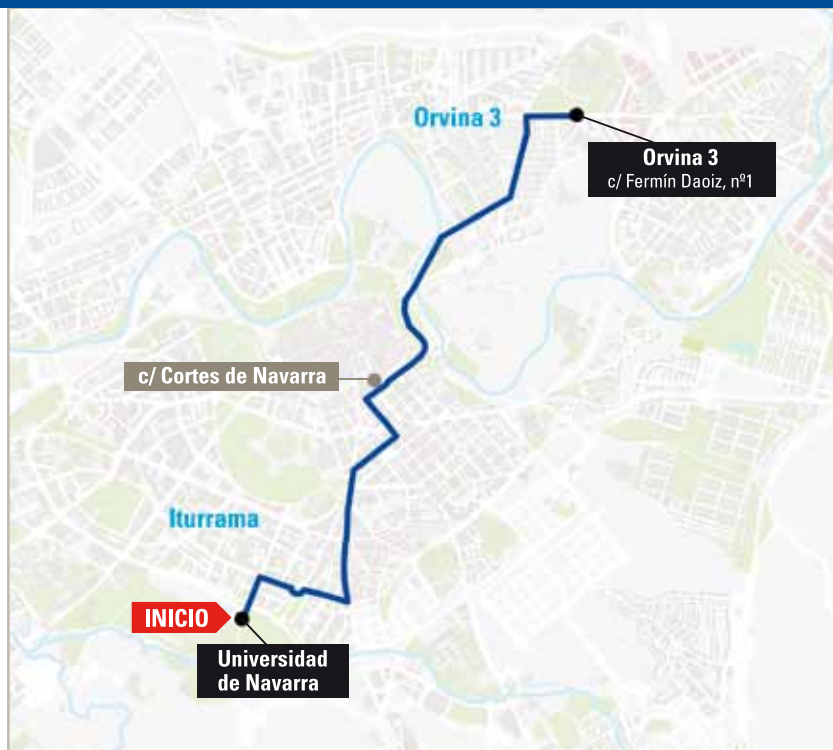 Orvina 3
Orvina 3
c/ Fermín Daoiz, nº1
c/ Cortes de Navarra
Iturrama
INICIO
Universidad
de Navarra